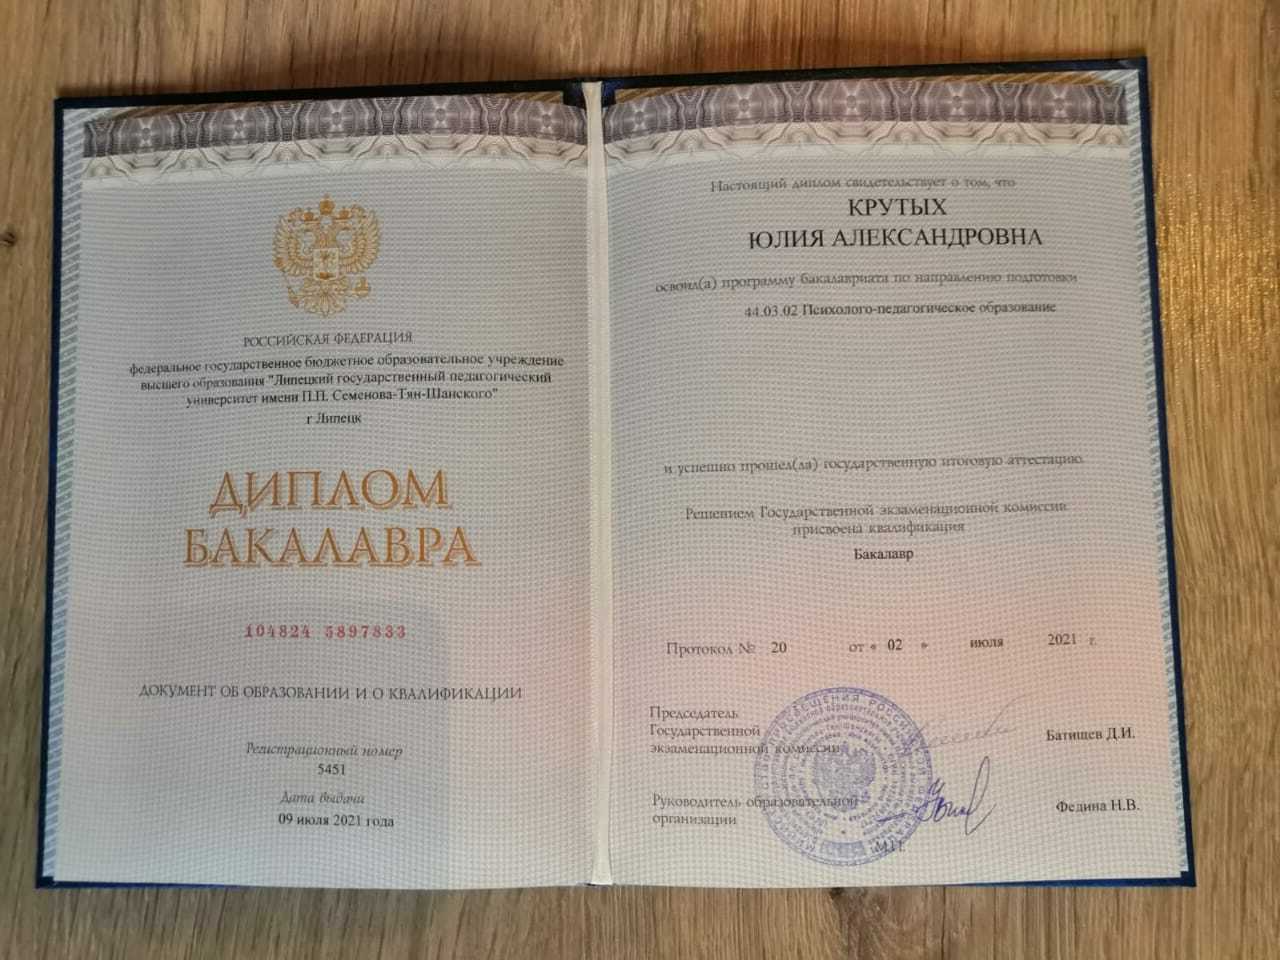 РОССИЙСКАЯ ФЕДЕРАЦИЯ
федеральное государственное бюджетное образовательное учреждение
высшего образования "Липецкий государственный педагогический
университет имени П.П. Семенова-Тян-Шанского"
г Липецк
ДИПЛОМ
БАКАЛАВРА
104824 5897833
ДОКУМЕНТ ОБ ОБРАЗОВАНИИ И О КВАЛИФИКАЦИИ
Регистрационный номер
5451
Дата выдачи
09 июля 2021 года
Настоящий диплом свидетельствует о том, что
КРУТЫХ
ЮЛИЯ АЛЕКСАНДРОВНА
освоил(а) программу бакалавриата по направлению подготовки
44.03.02 Психолого-педагогическое образование
и успешно прошел(ла) государственную итоговую аттестацию.
Решением Государственной экзаменационной комиссии
присвоена квалификация
Бакалавр
Протокол № 20 от « 02 » июля 2021 г.
Председатель
Государственной
экзаменационной комиссии
Батищев Д.И.
Руководитель образовательной
организации
Федина Н.В.
М.П.